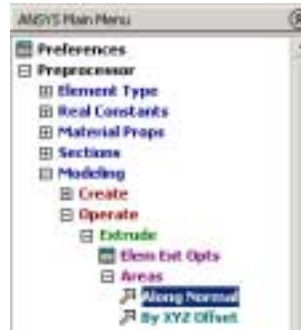 ANSYS Main Menu
Preferences
Preprocessor
Element Type
Real Constants
Material Props
Sections
Modeling
Create
Operate
Extrude
Elem Ext Opts
Areas
Along Normal
By XYZ Offset